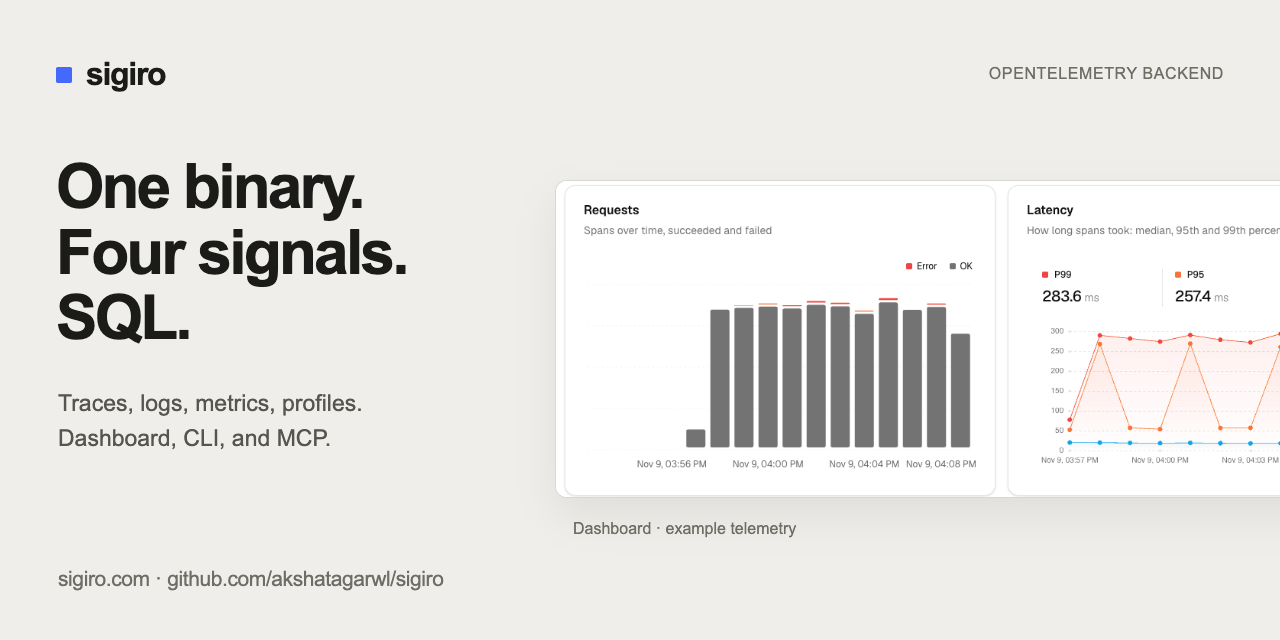 sigiro
OPENTELEMETRY BACKEND
One binary.
Four signals.
SQL.
Traces, logs, metrics, profiles.
Dashboard, CLI, and MCP.
Requests
Spans over time, succeeded and failed
Error OK
Nov 9, 03:56 PM Nov 9, 04:00 PM Nov 9, 04:04 PM Nov 9, 04:08 PM
Latency
How long spans took: median, 95th and 99th percen
P99 P95
283.6 ms 257.4 ms
300
250
200
150
100
50
0
Nov 9, 03:57 PM Nov 9, 04:00 PM Nov 9, 04:03 PM
Dashboard · example telemetry
sigiro.com · github.com/akshatagarwl/sigiro